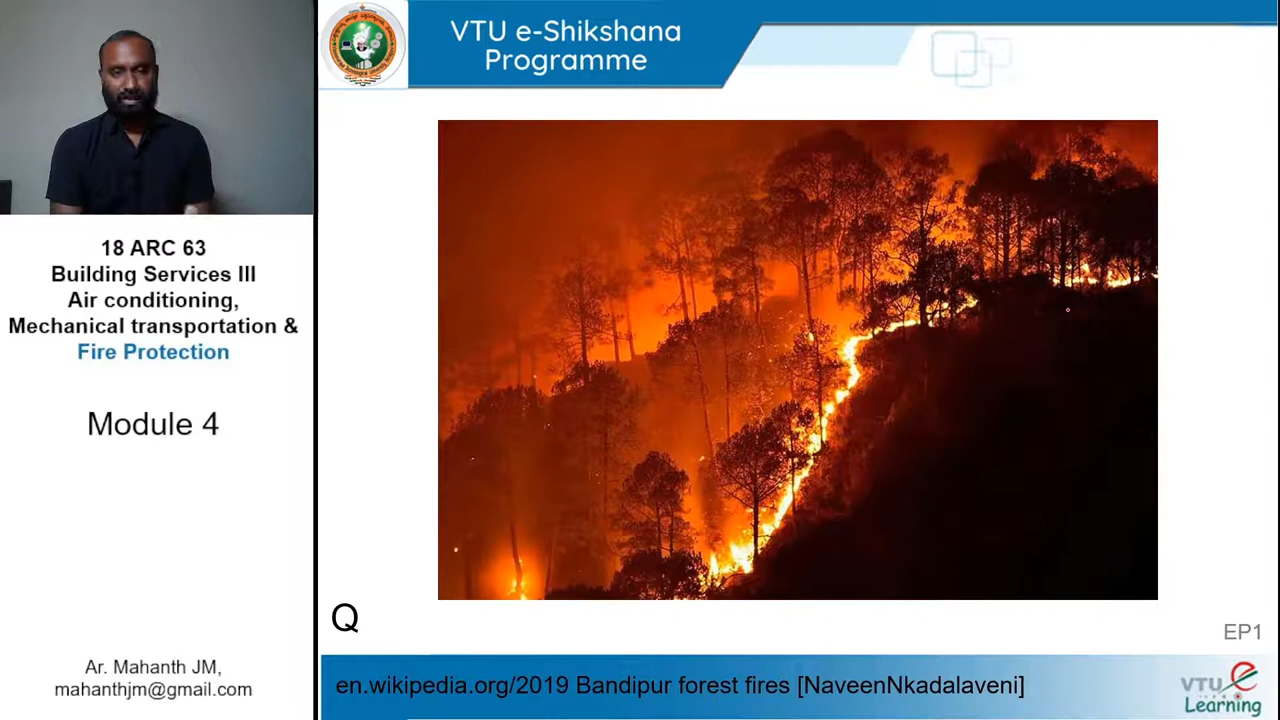 VTU e-Shikshana
Programme
18 ARC 63
Building Services III
Air conditioning,
Mechanical transportation &
Fire Protection
Module 4
Ar. Mahanth JM,
mahanthjm@gmail.com
Q
EP1
en.wikipedia.org/2019 Bandipur forest fires [NaveenNkadalaveni]
VTU e
Learning